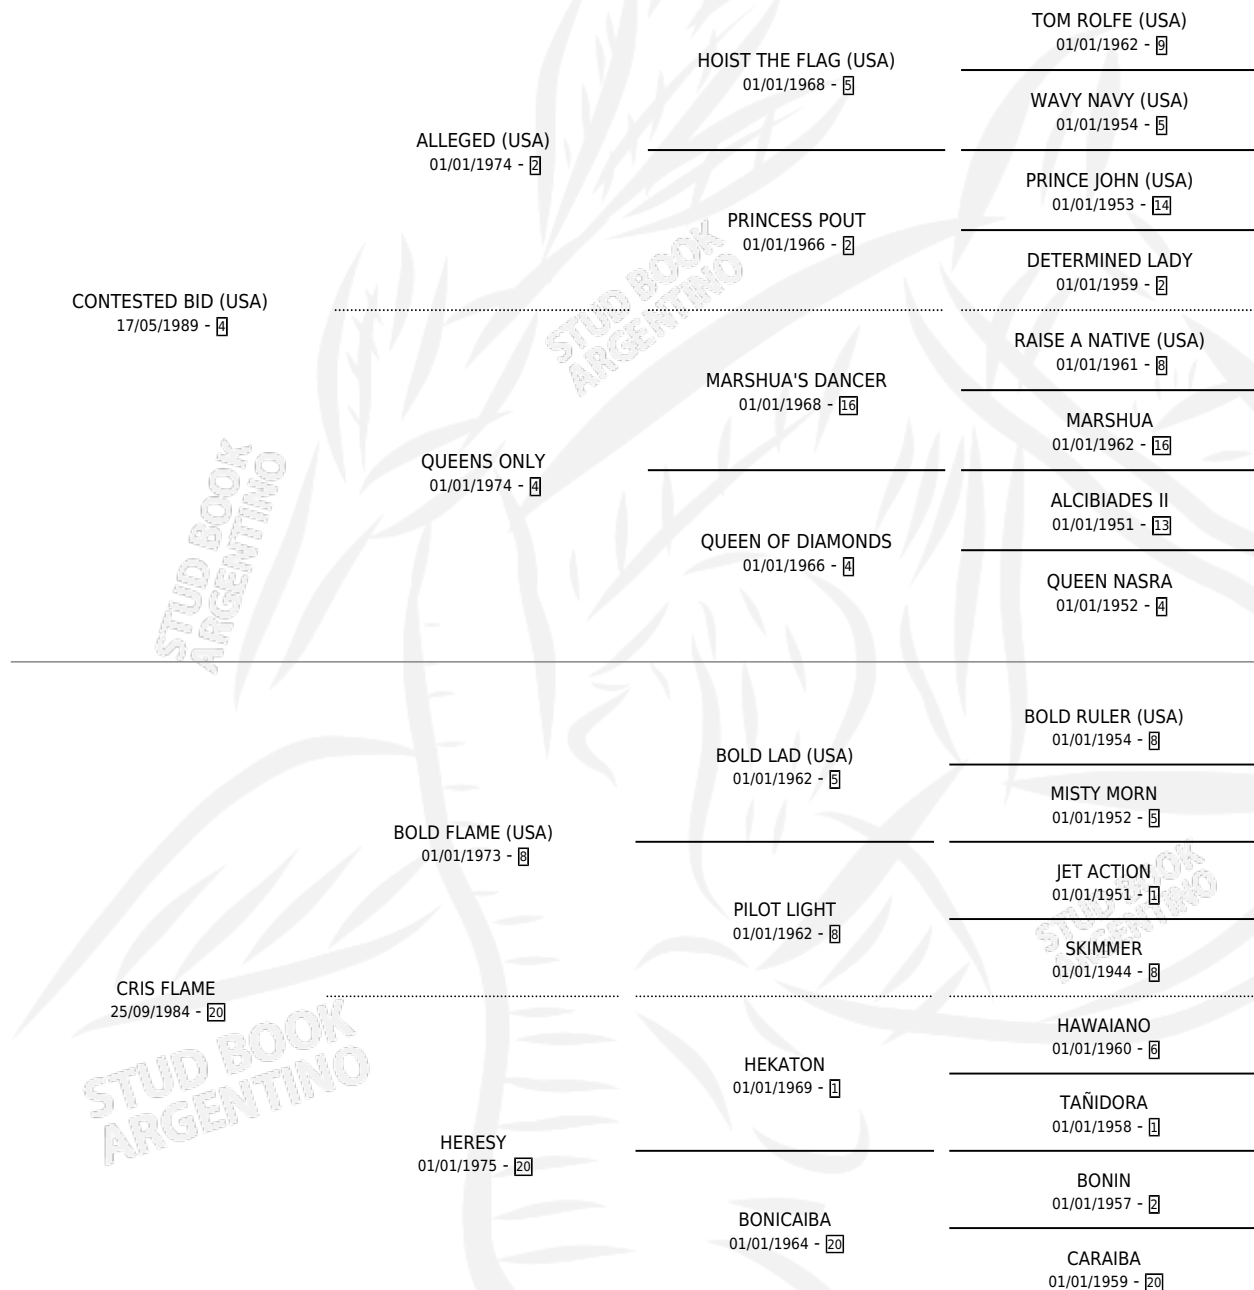 TOM ROLFE (USA)
01/01/1962 - 9
HOIST THE FLAG (USA)
01/01/1968 - 5
WAVY NAVY (USA)
01/01/1954 - 5
ALLEGED (USA)
01/01/1974 - 2
PRINCE JOHN (USA)
01/01/1953 - 14
PRINCESS POUT
01/01/1966 - 2
DETERMINED LADY
01/01/1959 - 2
CONTESTED BID (USA)
17/05/1989 - 4
RAISE A NATIVE (USA)
01/01/1961 - 8
MARSHUA'S DANCER
01/01/1968 - 16
MARSHUA
01/01/1962 - 16
QUEENS ONLY
01/01/1974 - 4
ALCIBIADES II
01/01/1951 - 13
QUEEN OF DIAMONDS
01/01/1966 - 4
QUEEN NASRA
01/01/1952 - 4
BOLD RULER (USA)
01/01/1954 - 8
BOLD LAD (USA)
01/01/1962 - 5
MISTY MORN
01/01/1952 - 5
BOLD FLAME (USA)
01/01/1973 - 8
JET ACTION
01/01/1951 - 1
PILOT LIGHT
01/01/1962 - 8
SKIMMER
01/01/1944 - 8
CRIS FLAME
25/09/1984 - 20
HAWAIANO
01/01/1960 - 6
HEKATON
01/01/1969 - 1
TAÑIDORA
01/01/1958 - 1
HERESY
01/01/1975 - 20
BONIN
01/01/1957 - 2
BONICAIBA
01/01/1964 - 20
CARAIBA
01/01/1959 - 20
STUD BOOK
ARGENTINO
STUD BOOK
ARGENTINO
STUD BOOK
ARGENTINO
STUD BOOK
ARGENTINO